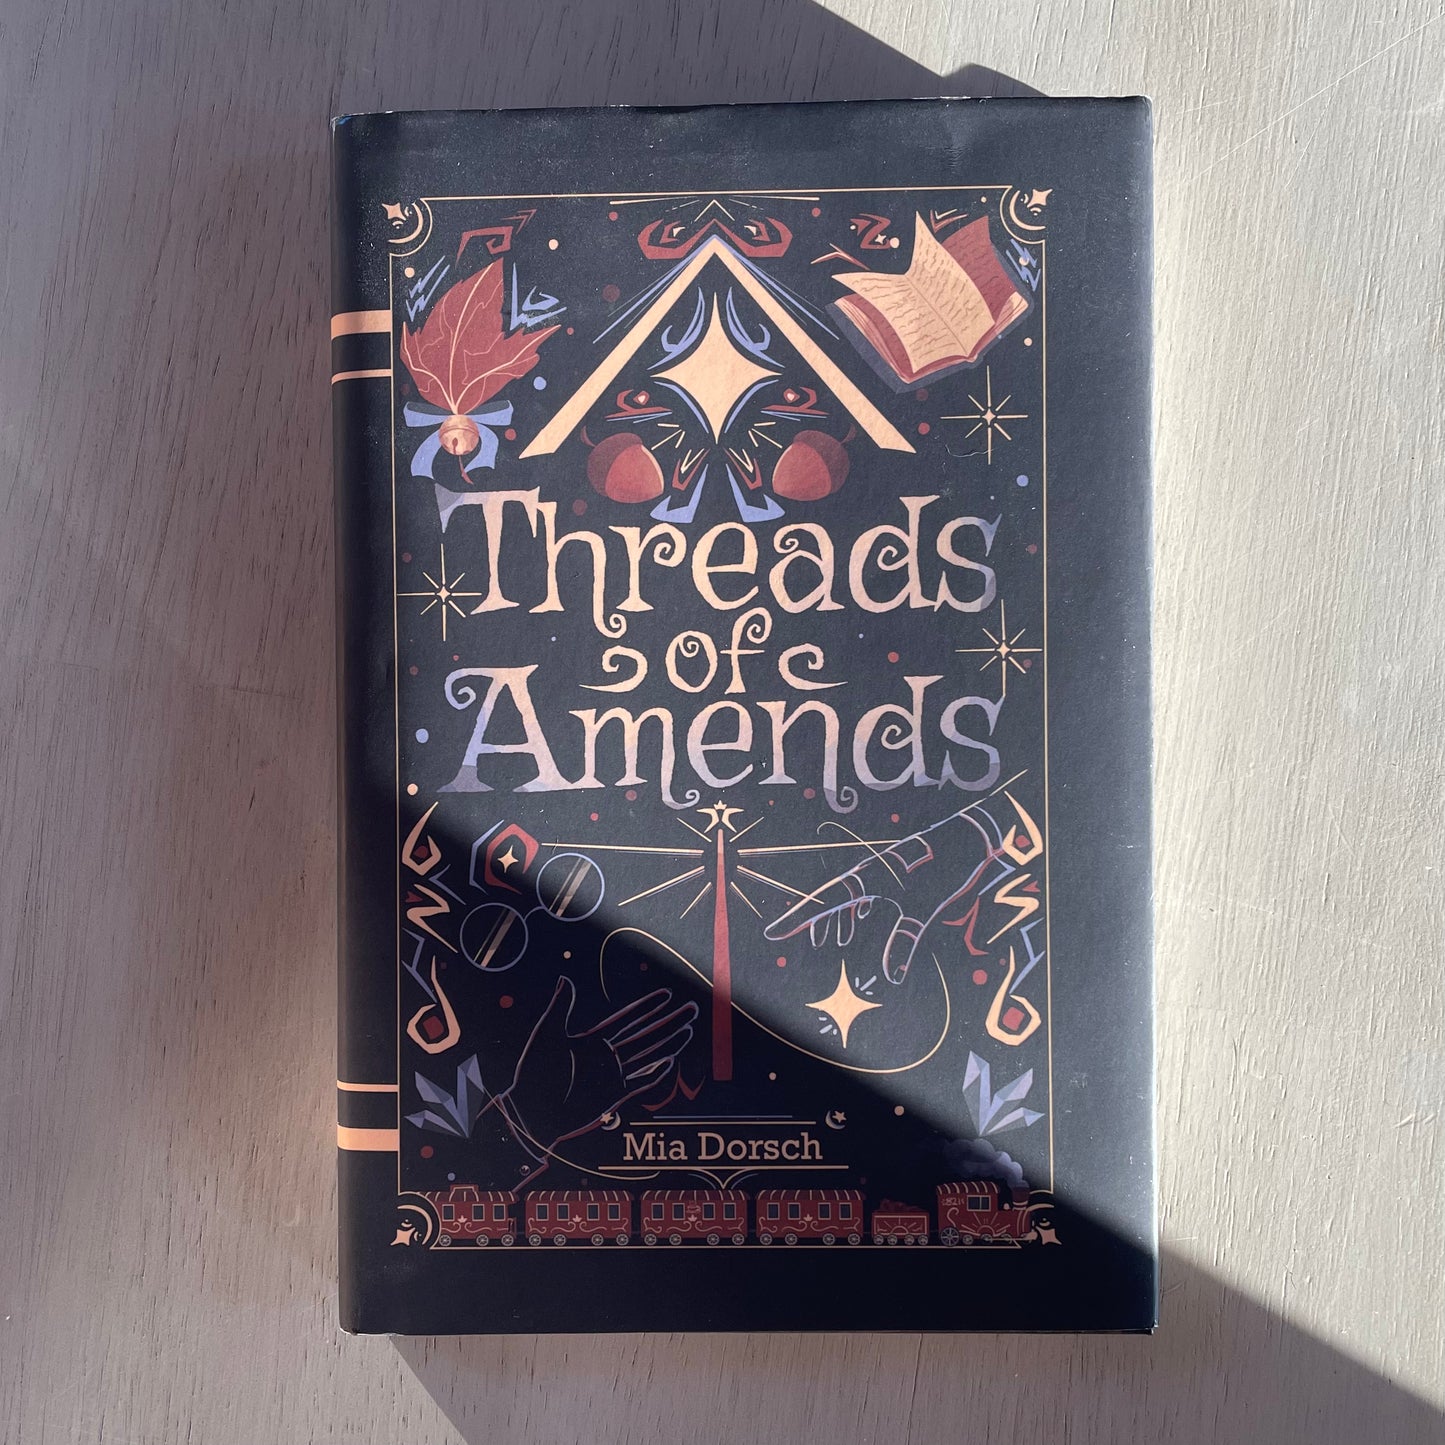 Threads
of
Amends
Mia Dorsch